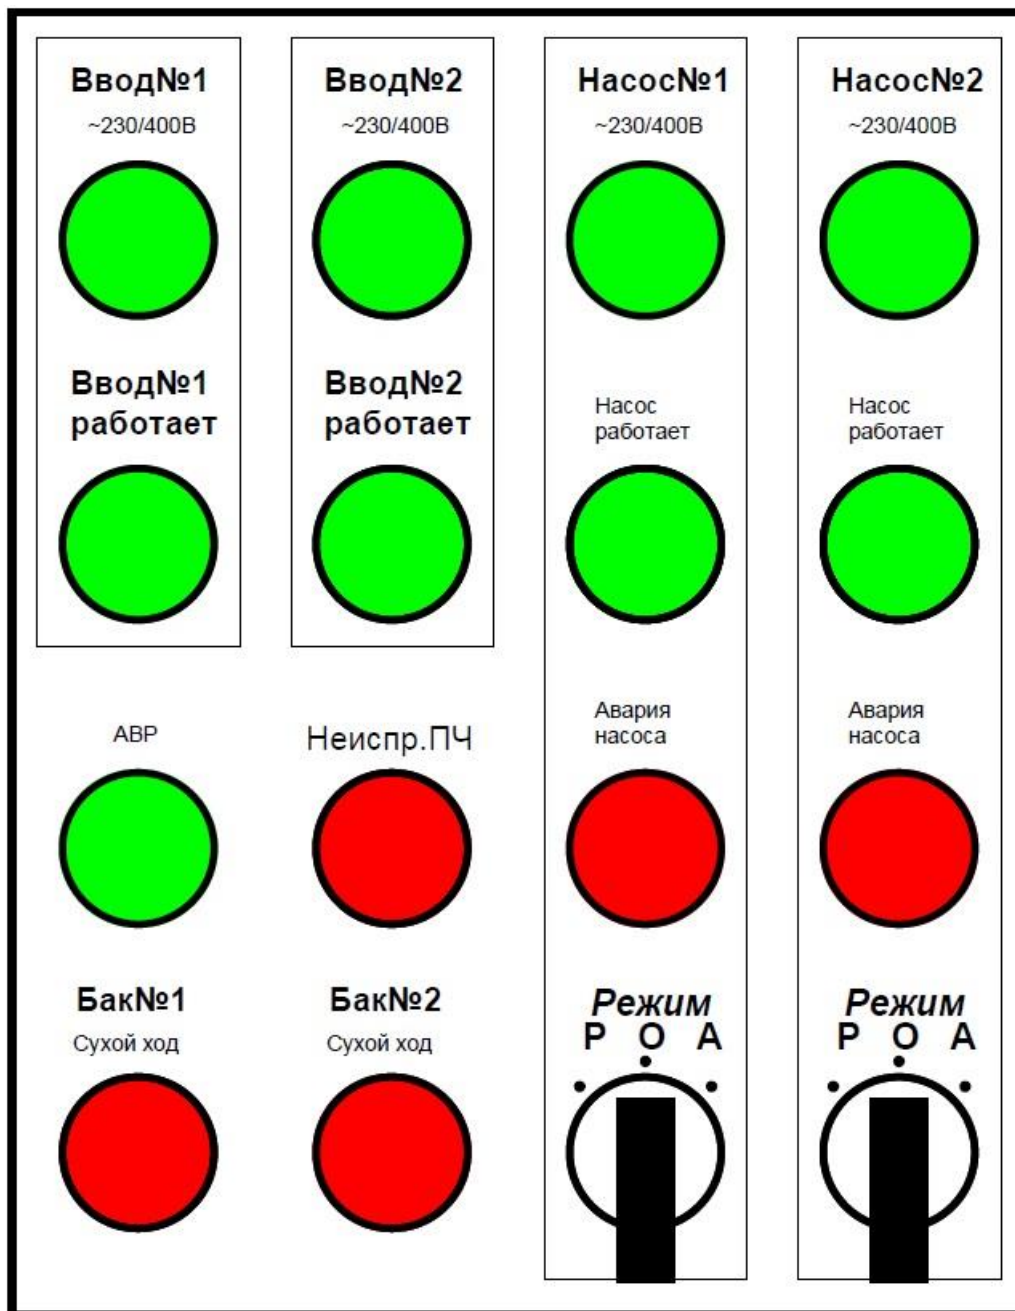 Ввод№1
~230/400В
Ввод№1
работает
Ввод№2
~230/400В
Ввод№2
работает
Насос№1
~230/400В
Насос
работает
Авария
насоса
Режим
Р О А
Насос№2
~230/400В
Насос
работает
Авария
насоса
Режим
Р О А
АВР
Неиспр.ПЧ
Бак№1
Сухой ход
Бак№2
Сухой ход